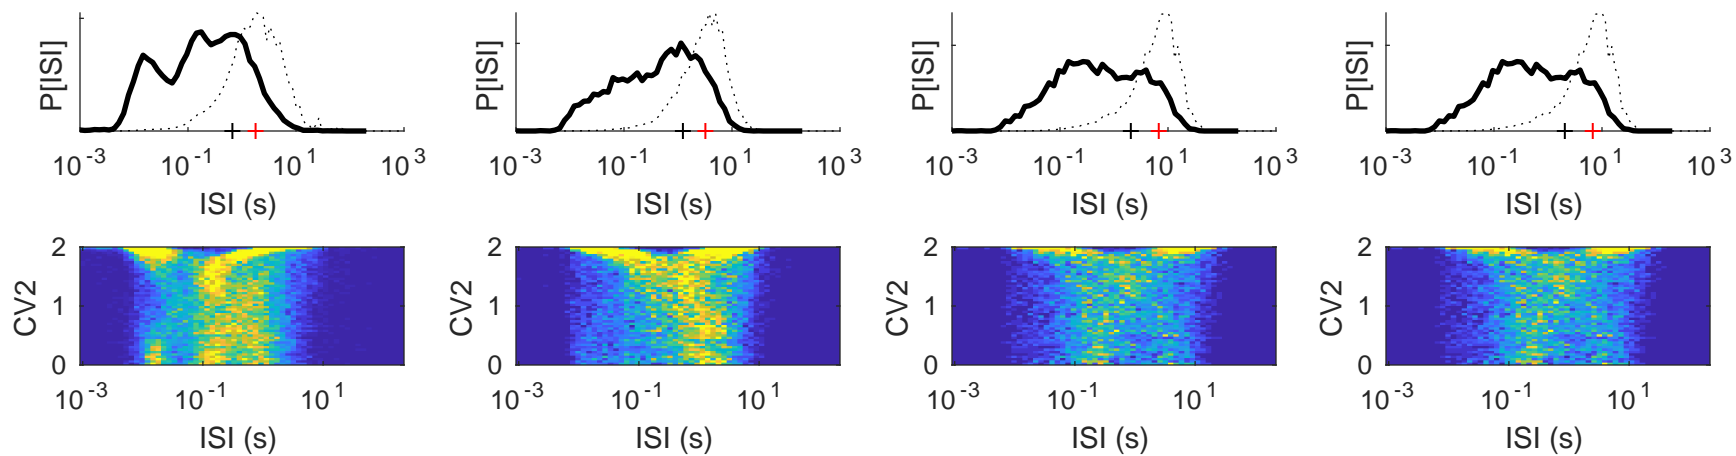 P[ISI] P[ISI] P[ISI] P[ISI]
10^-3 10^-1 10^1 10^3 10^-3 10^-1 10^1 10^3 10^-3 10^-1 10^1 10^3 10^-3 10^-1 10^1 10^3
ISI (s) ISI (s) ISI (s) ISI (s)
2 2 2 2
CV2 1 CV2 1 CV2 1 CV2 1
0 0 0 0
10^-3 10^-1 10^1 10^-3 10^-1 10^1 10^-3 10^-1 10^1 10^-3 10^-1 10^1
ISI (s) ISI (s) ISI (s) ISI (s)